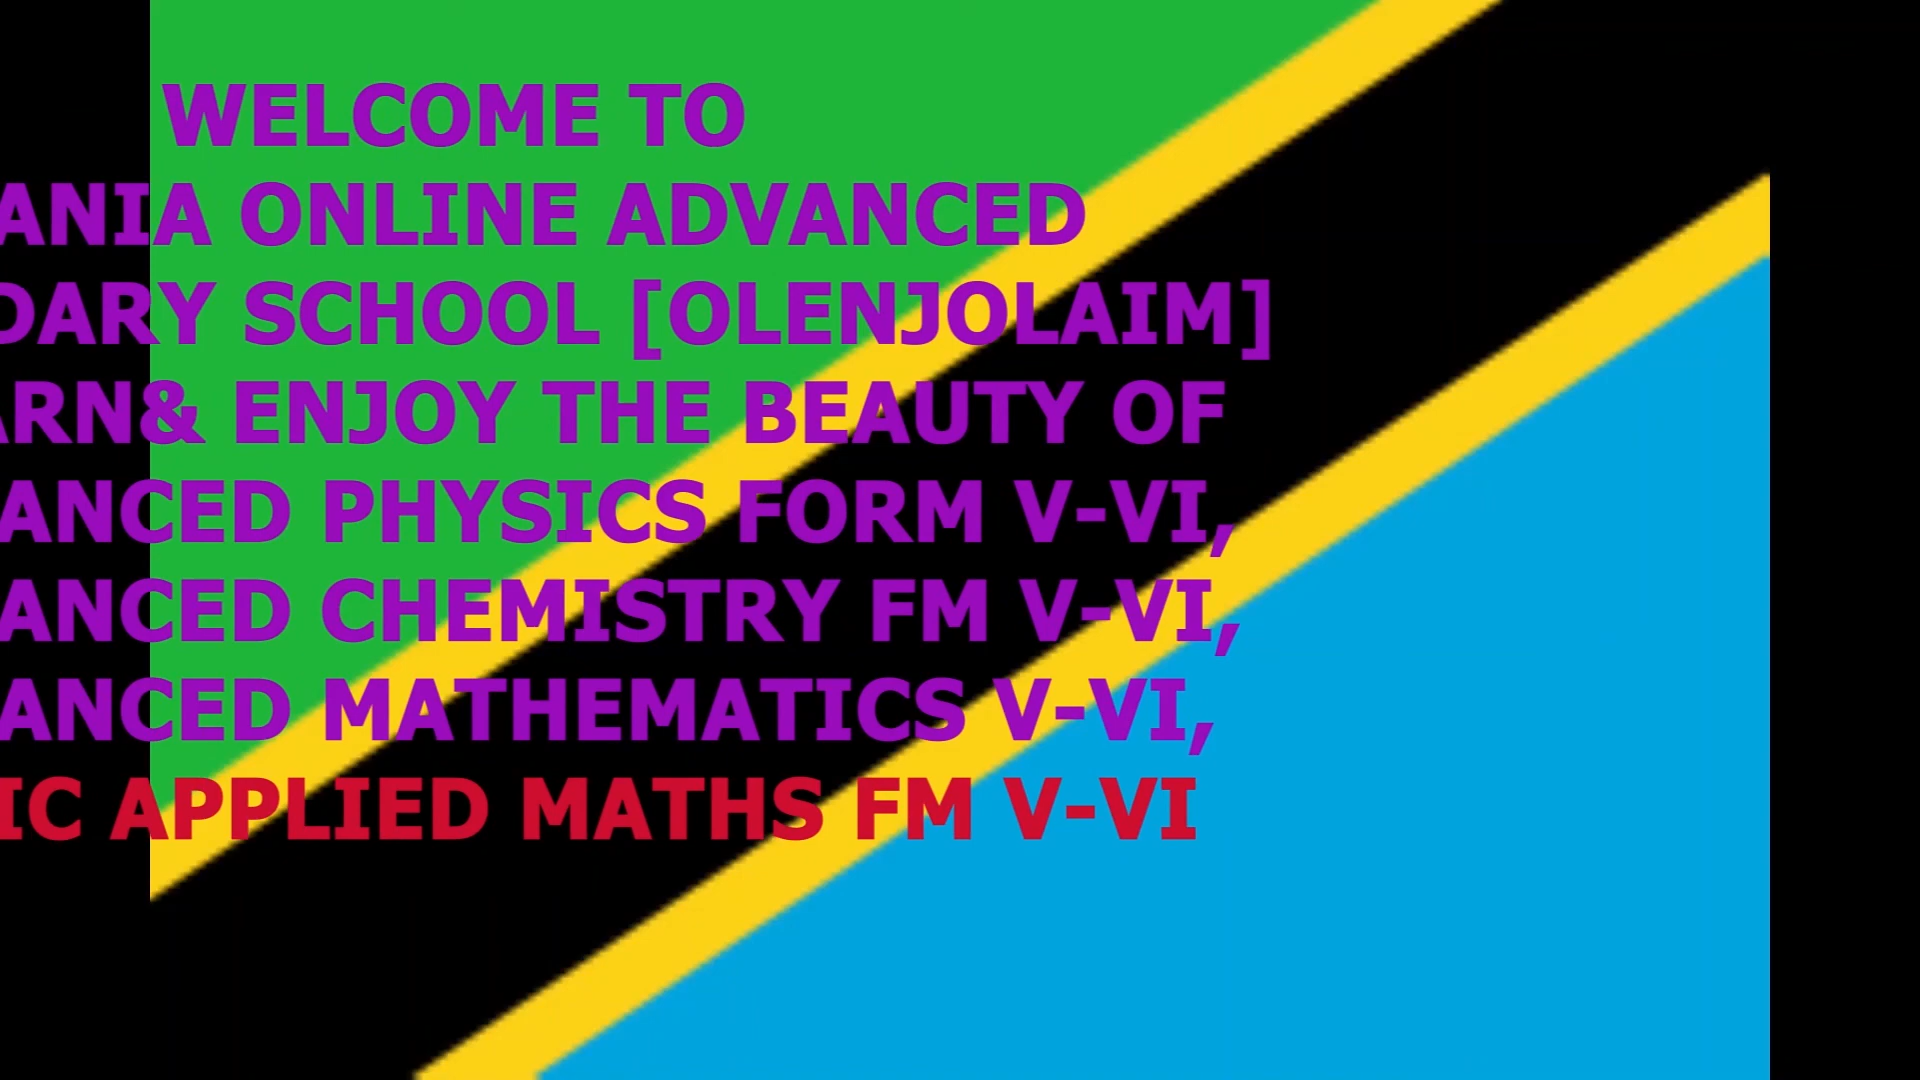 WELCOME TO
ANIA ONLINE ADVANCED
DARY SCHOOL [OLENJOLAIM]
ARN& ENJOY THE BEAUTY OF
ANCED PHYSICS FORM V-VI,
ANCED CHEMISTRY FM V-VI,
ANCED MATHEMATICS V-VI,
IC APPLIED MATHS FM V-VI